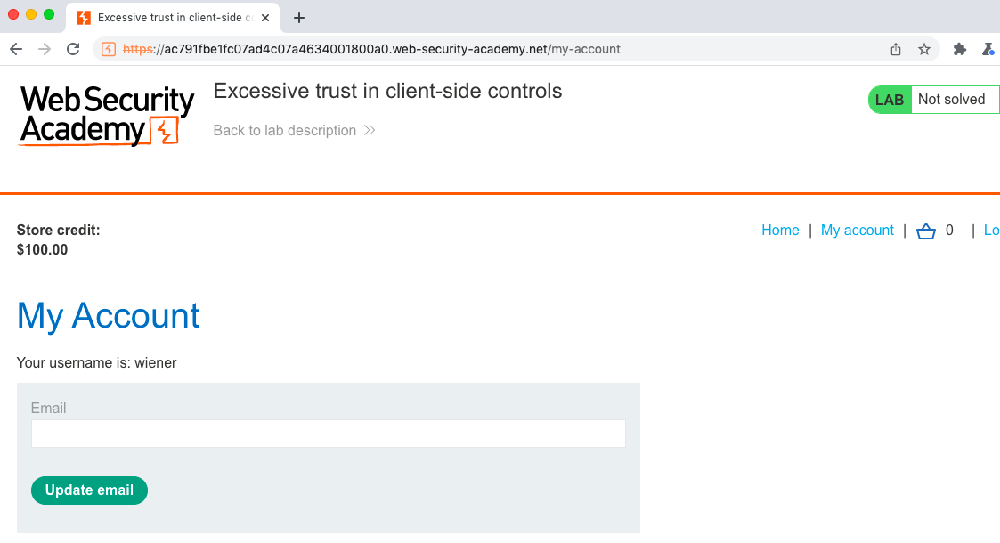 Excessive trust in client-side c
https://ac791fbe1fc07ad4c07a4634001800a0.web-security-academy.net/my-account
Web Security
Academy
Excessive trust in client-side controls
Back to lab description
LAB Not solved
Store credit:
$100.00
Home | My account | 0 | Lo
My Account
Your username is: wiener
Email
Update email